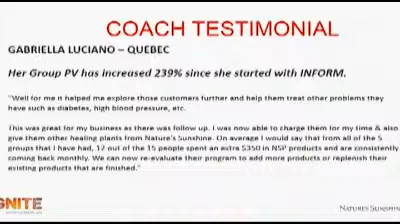 COACH TESTIMONIAL
GABRIELLA LUCIANO – QUEBEC
Her Group PV has increased 239% since she started with INFORM.
"Well for me it helped me explore those customers further and help them treat other problems they
have such as diabetes, high blood pressure, etc.
This was great for my business as there was follow up. I was now able to charge them for my time & also
give them other healing plants from Nature's Sunshine. On average I would say that from all of the 5
groups that I have had, 12 out of the 15 people spent an extra $350 in NSP products and are consistently
coming back monthly. We can now re-evaluate their program to add more products or replenish their
existing products that are finished."
GNITE
NATURE'S SUNSHIN